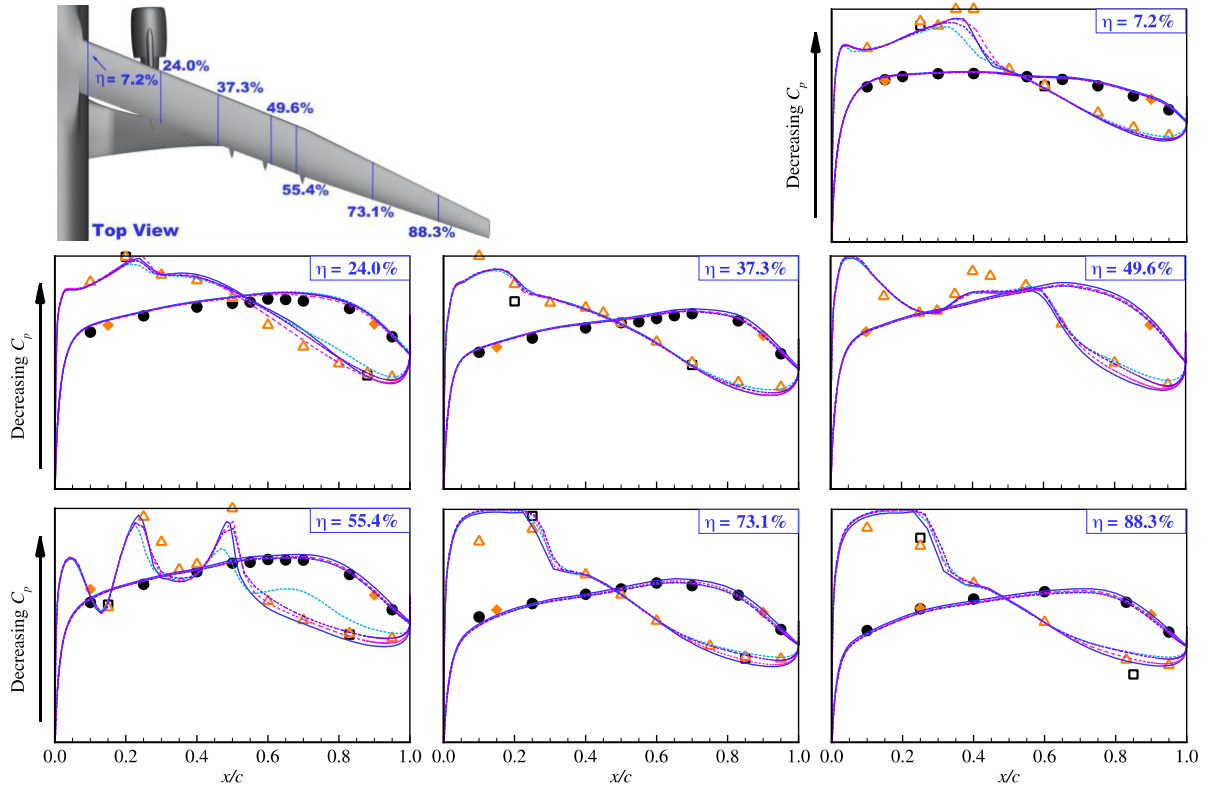 24.0%
η = 7.2%
37.3%
49.6%
55.4%
73.1%
88.3%
Top View
η = 7.2%
Decreasing Cp
η = 24.0%
η = 37.3%
η = 49.6%
Decreasing Cp
η = 55.4%
η = 73.1%
η = 88.3%
Decreasing Cp
0.0 0.2 0.4 0.6 0.8 1.0
0.0 0.2 0.4 0.6 0.8 1.0
0.0 0.2 0.4 0.6 0.8 1.0
x/c
x/c
x/c